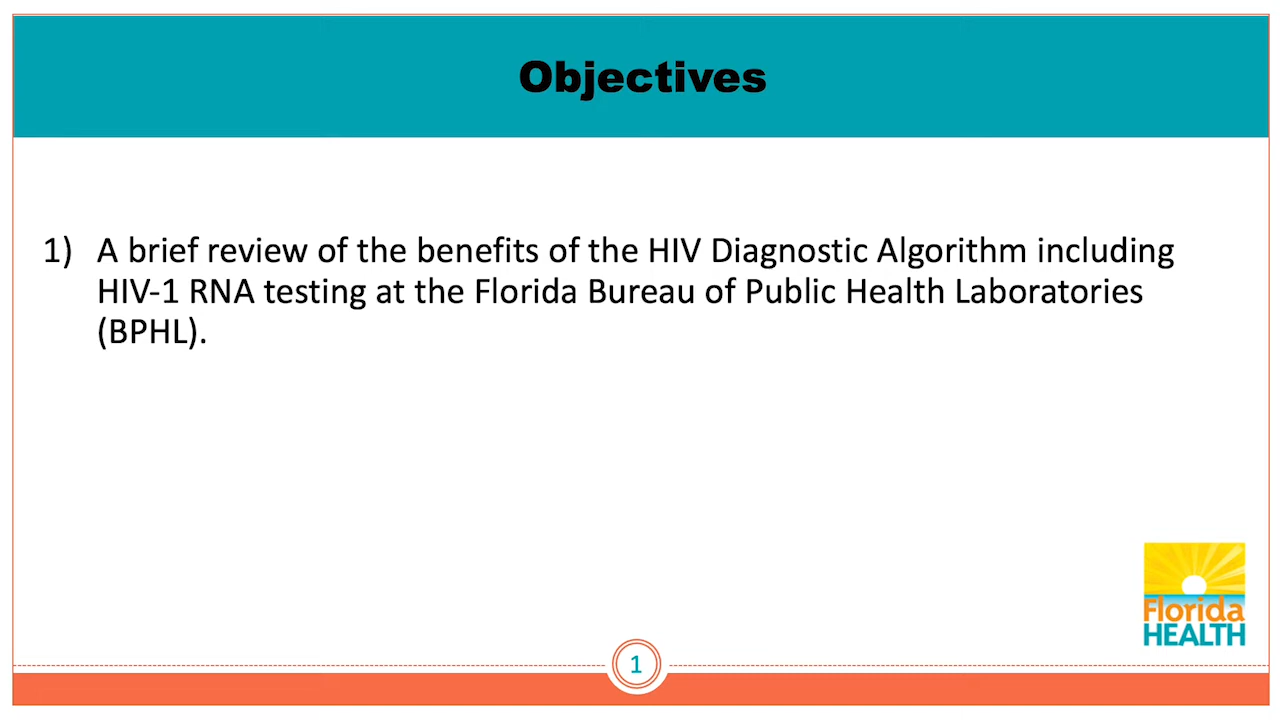 Objectives
1) A brief review of the benefits of the HIV Diagnostic Algorithm including
HIV-1 RNA testing at the Florida Bureau of Public Health Laboratories
(BPHL).
Florida
HEALTH
1